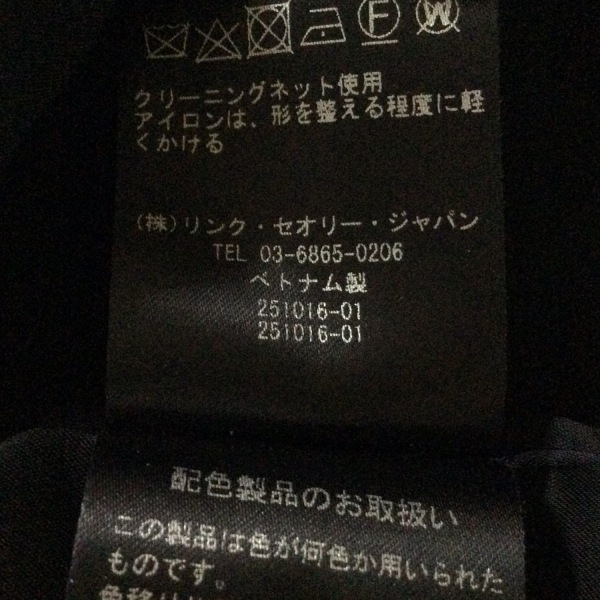 F W
クリーニングネット使用
アイロンは、形を整える程度に軽
くかける
(株)リンク・セオリー・ジャパン
TEL 03-6865-0206
ベトナム製
251016-01
251016-01
配色製品のお取扱い
この製品は色が何色か用いられた
ものです。